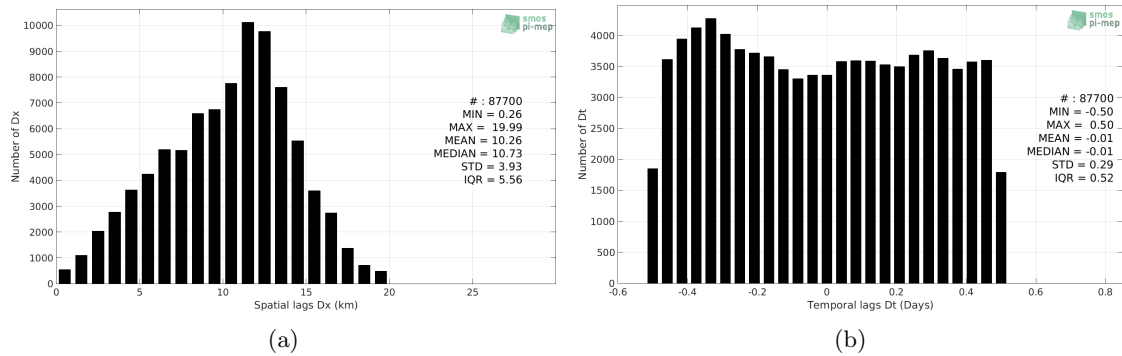 10000
9000
8000
7000
6000
5000
4000
3000
2000
1000
0
Number of Dx
smos
pi-mep
# : 87700
MIN = 0.26
MAX = 19.99
MEAN = 10.26
MEDIAN = 10.73
STD = 3.93
IQR = 5.56
0 5 10 15 20 25
Spatial lags Dx (km)
(a)
4000
3500
3000
2500
2000
1500
1000
500
0
Number of Dt
smos
pi-mep
# : 87700
MIN = -0.50
MAX = 0.50
MEAN = -0.01
MEDIAN = -0.01
STD = 0.29
IQR = 0.52
-0.6 -0.4 -0.2 0 0.2 0.4 0.6 0.8
Temporal lags Dt (Days)
(b)